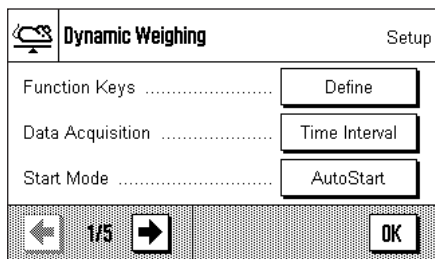 Dynamic Weighing Setup
Function Keys ........................ Define
Data Acquisition ..................... Time Interval
Start Mode ............................. AutoStart
1/5 OK